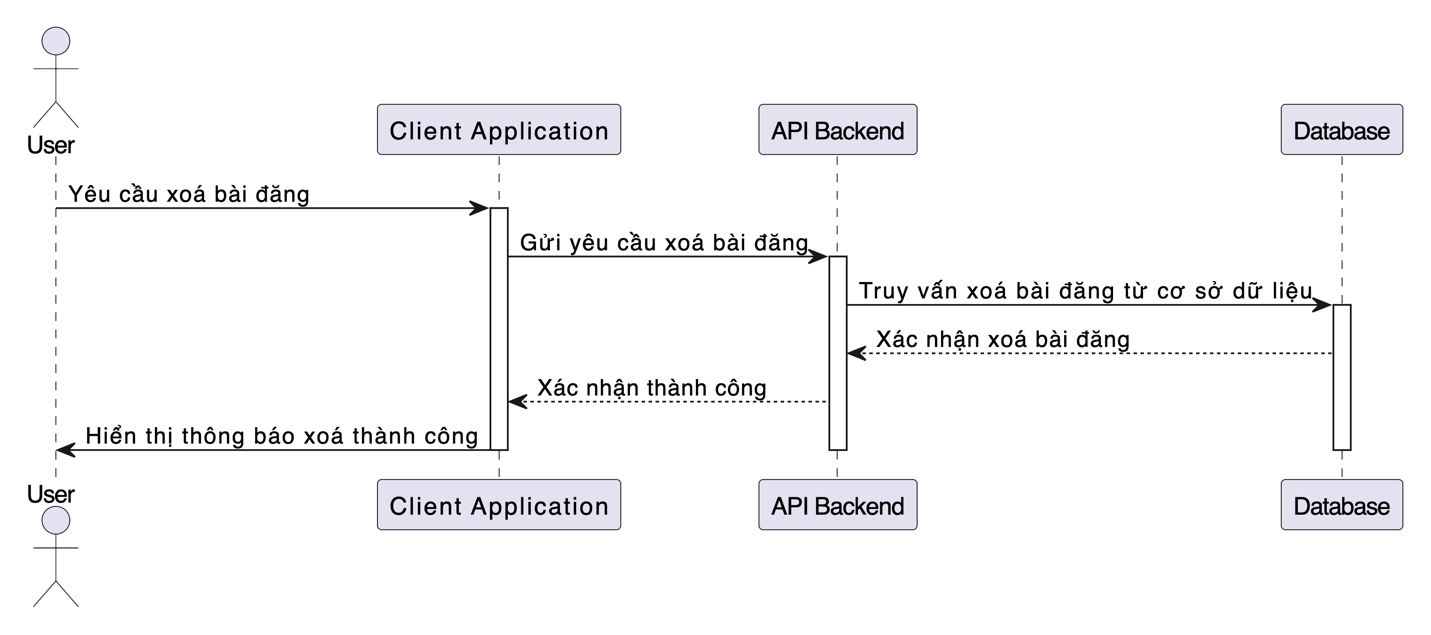 User
Client Application
API Backend
Database
Yêu cầu xoá bài đăng
Gửi yêu cầu xoá bài đăng
Truy vấn xoá bài đăng từ cơ sở dữ liệu
Xác nhận xoá bài đăng
Xác nhận thành công
Hiển thị thông báo xoá thành công
User
Client Application
API Backend
Database